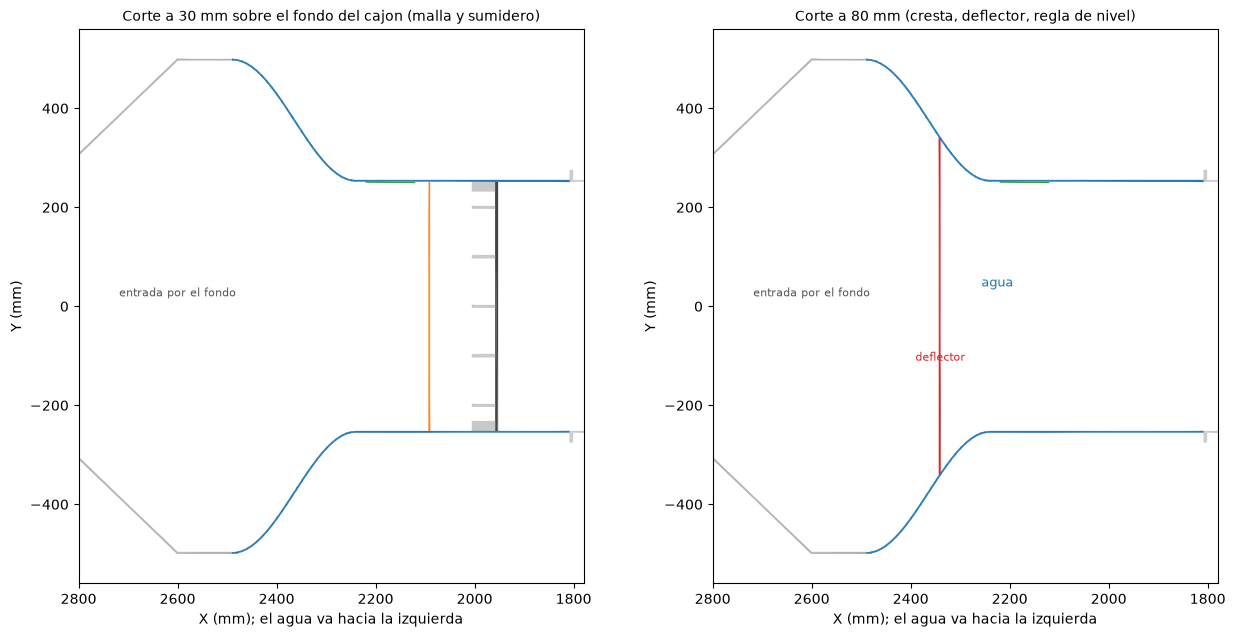 Corte a 30 mm sobre el fondo del cajon (malla y sumidero)
400
200
0
−200
−400
Y (mm)
entrada por el fondo
2800
2600
2400
2200
2000
1800
X (mm); el agua va hacia la izquierda
Corte a 80 mm (cresta, deflector, regla de nivel)
400
200
0
−200
−400
Y (mm)
entrada por el fondo
agua
deflector
2800
2600
2400
2200
2000
1800
X (mm); el agua va hacia la izquierda